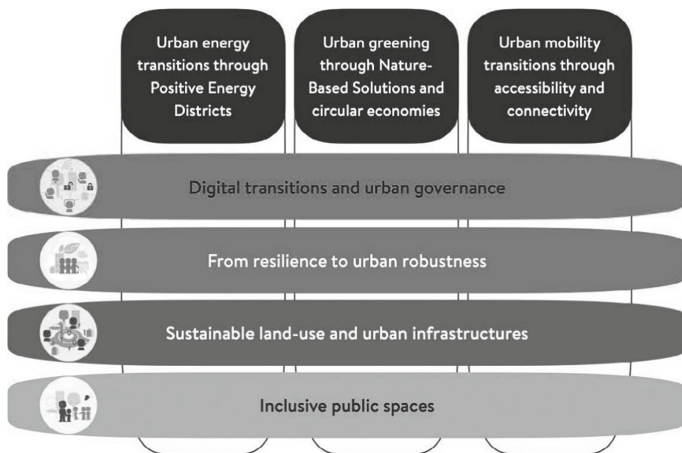 Urban energy
transitions through
Positive Energy
Districts
Urban greening
through Nature-
Based Solutions and
circular economies
Urban mobility
transitions through
accessibility and
connectivity
Digital transitions and urban governance
From resilience to urban robustness
Sustainable land-use and urban infrastructures
Inclusive public spaces